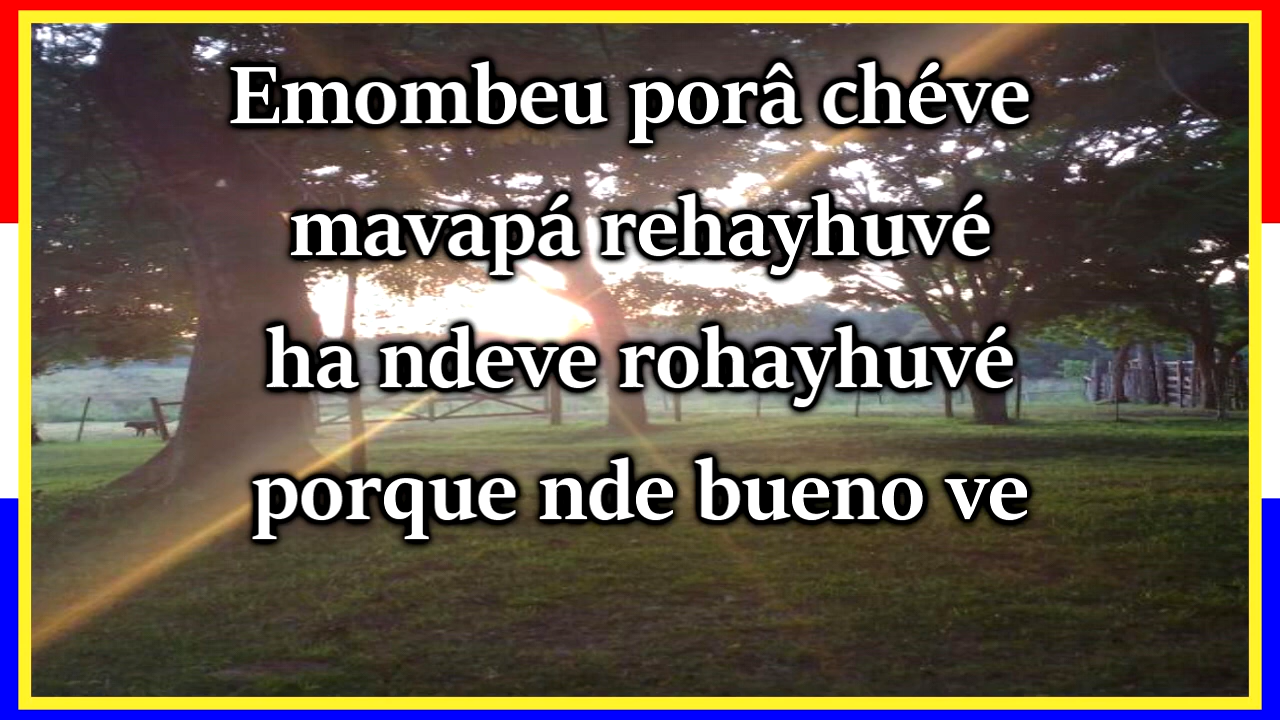 Emombeu porâ chéve
mavapá rehayhuvé
ha ndeve rohayhuvé
porque nde bueno ve